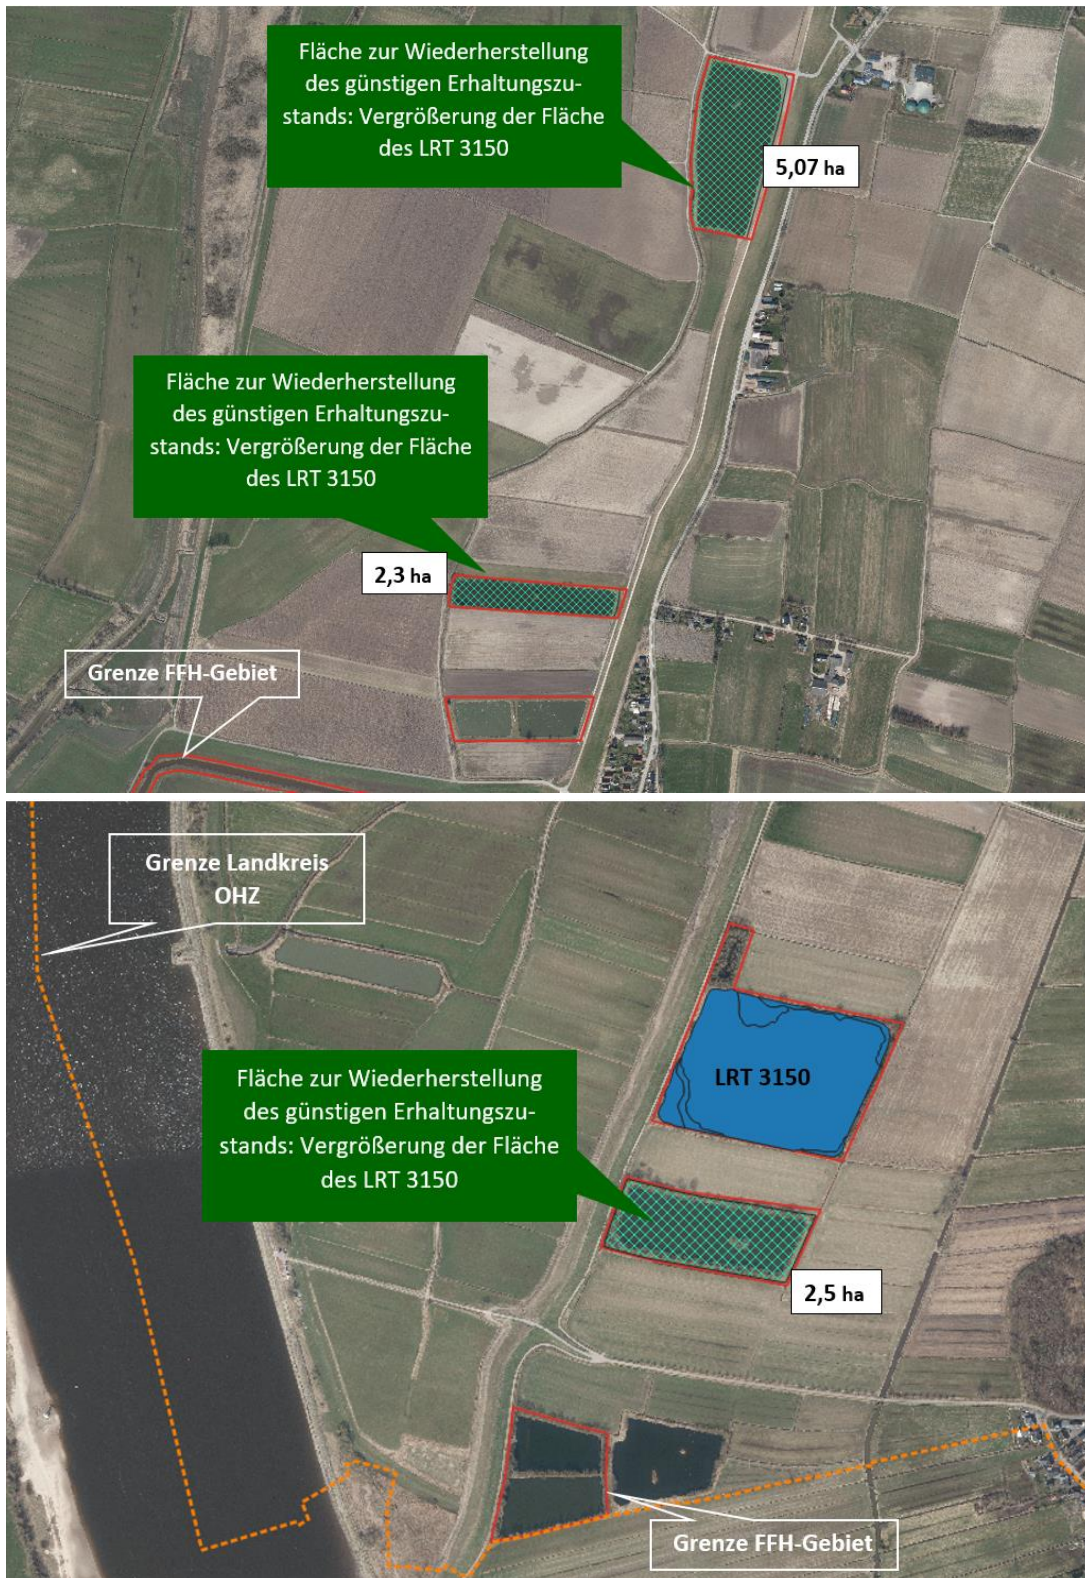 Fläche zur Wiederherstellung
des günstigen Erhaltungszu-
stands: Vergrößerung der Fläche
des LRT 3150
5,07 ha
Fläche zur Wiederherstellung
des günstigen Erhaltungszu-
stands: Vergrößerung der Fläche
des LRT 3150
2,3 ha
Grenze FFH-Gebiet
Grenze Landkreis
OHZ
LRT 3150
Fläche zur Wiederherstellung
des günstigen Erhaltungszu-
stands: Vergrößerung der Fläche
des LRT 3150
2,5 ha
Grenze FFH-Gebiet